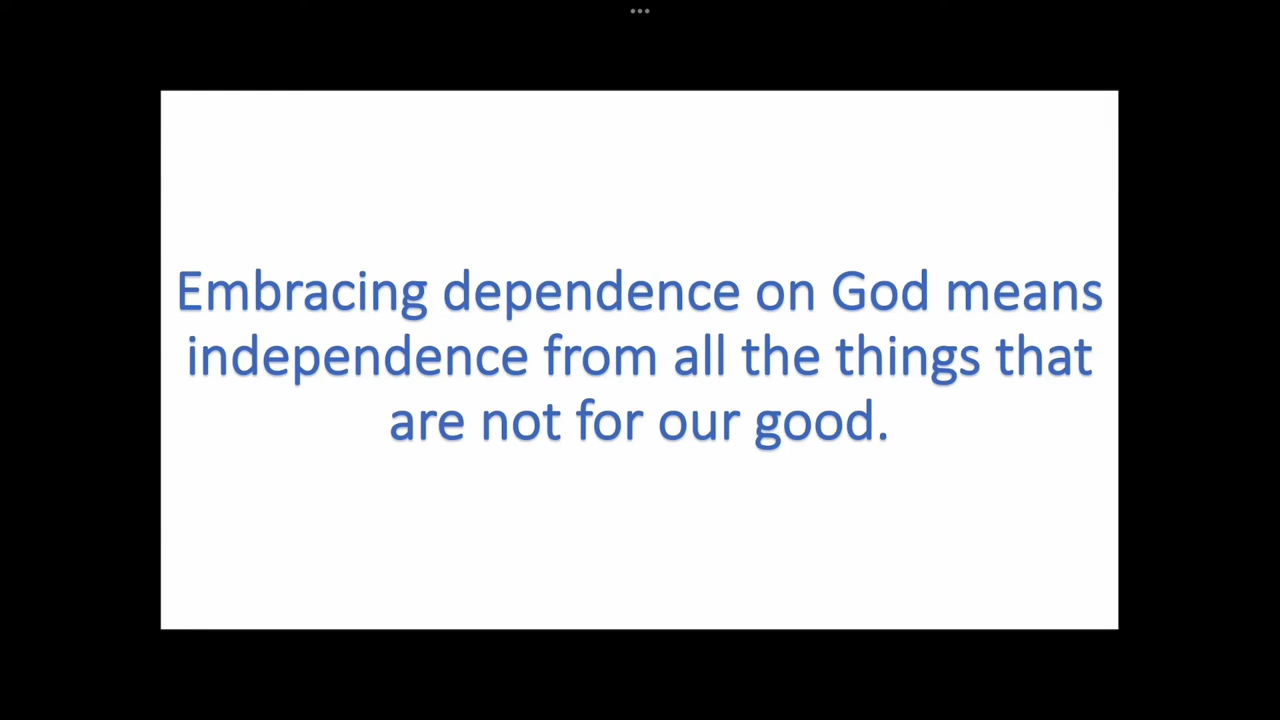 Embracing dependence on God means
independence from all the things that
are not for our good.